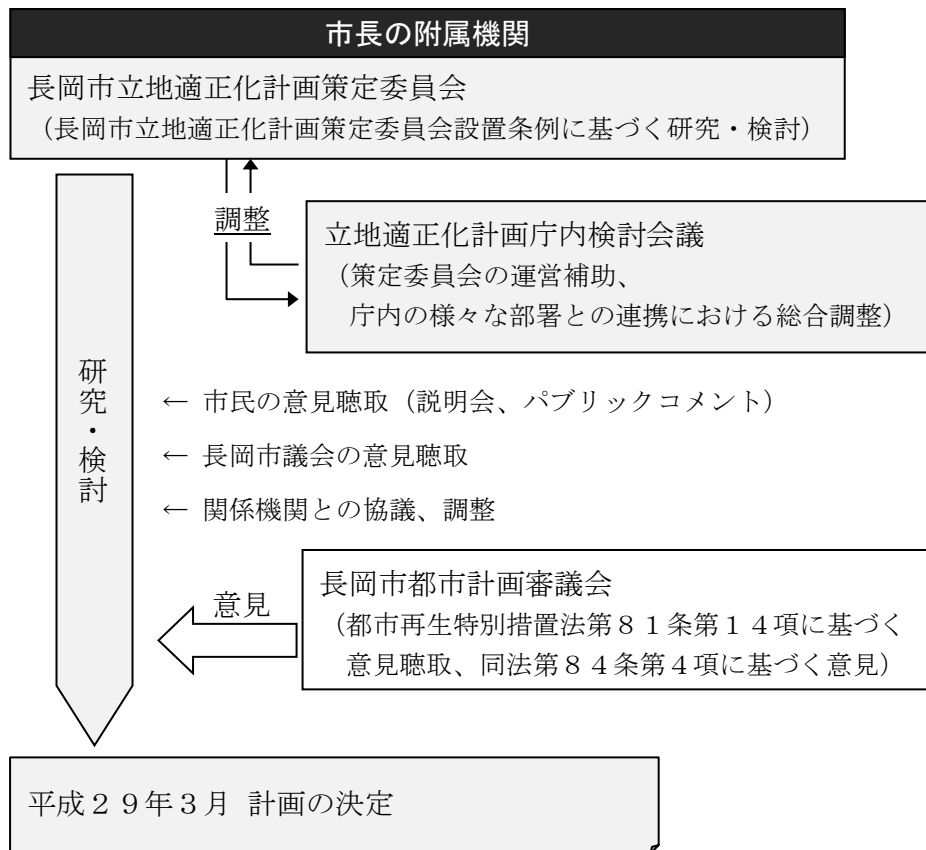 市長の附属機関
長岡市立地適正化計画策定委員会
（長岡市立地適正化計画策定委員会設置条例に基づく研究・検討）
調整
立地適正化計画庁内検討会議
（策定委員会の運営補助、
庁内の様々な部署との連携における総合調整）
研究・検討
← 市民の意見聴取（説明会、パブリックコメント）
← 長岡市議会の意見聴取
← 関係機関との協議、調整
意見
長岡市都市計画審議会
（都市再生特別措置法第８１条第１４項に基づく
意見聴取、同法第８４条第４項に基づく意見）
平成２９年３月 計画の決定